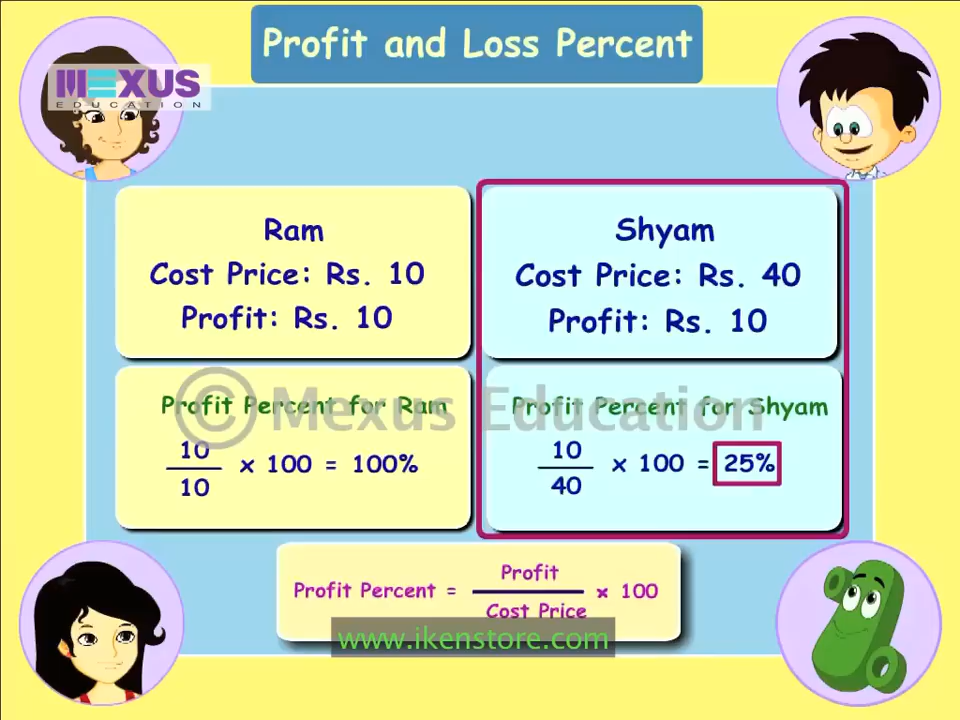 Profit and Loss Percent
MEXUS
EDUCATION
Ram
Cost Price: Rs. 10
Profit: Rs. 10
Shyam
Cost Price: Rs. 40
Profit: Rs. 10
© Mexus Education
Profit Percent for Ram
10
x 100 = 100%
10
Profit Percent for Shyam
10
x 100 = 25%
40
Profit
Profit Percent = x 100
Cost Price
www.ikenstore.com